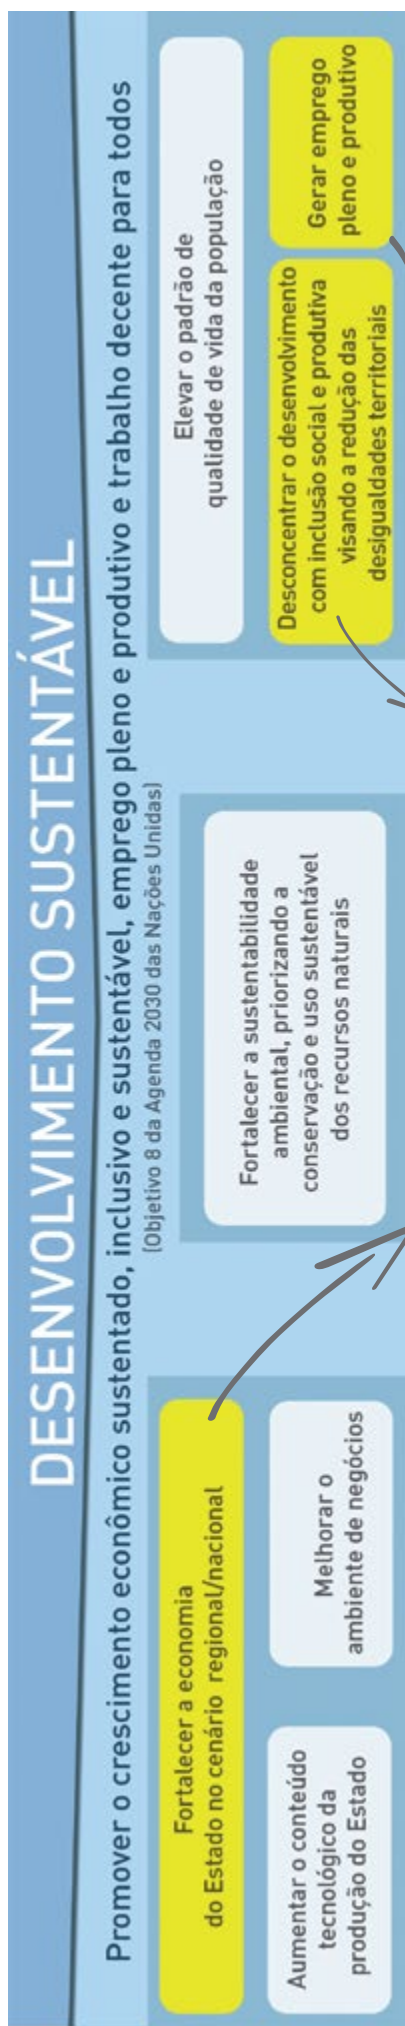 DESENVOLVIMENTO SUSTENTÁVEL
Promover o crescimento econômico sustentado, inclusivo e sustentável, emprego pleno e produtivo e trabalho decente para todos
(Objetivo 8 da Agenda 2030 das Nações Unidas)
Fortalecer a economia
do Estado no cenário regional/nacional
Aumentar o conteúdo
tecnológico da
produção do Estado
Melhorar o
ambiente de negócios
Fortalecer a sustentabilidade
ambiental, priorizando a
conservação e uso sustentável
dos recursos naturais
Elevar o padrão de
qualidade de vida da população
Desconcentrar o desenvolvimento
com inclusão social e produtiva
visando a redução das
desigualdades territoriais
Gerar emprego
pleno e produtivo